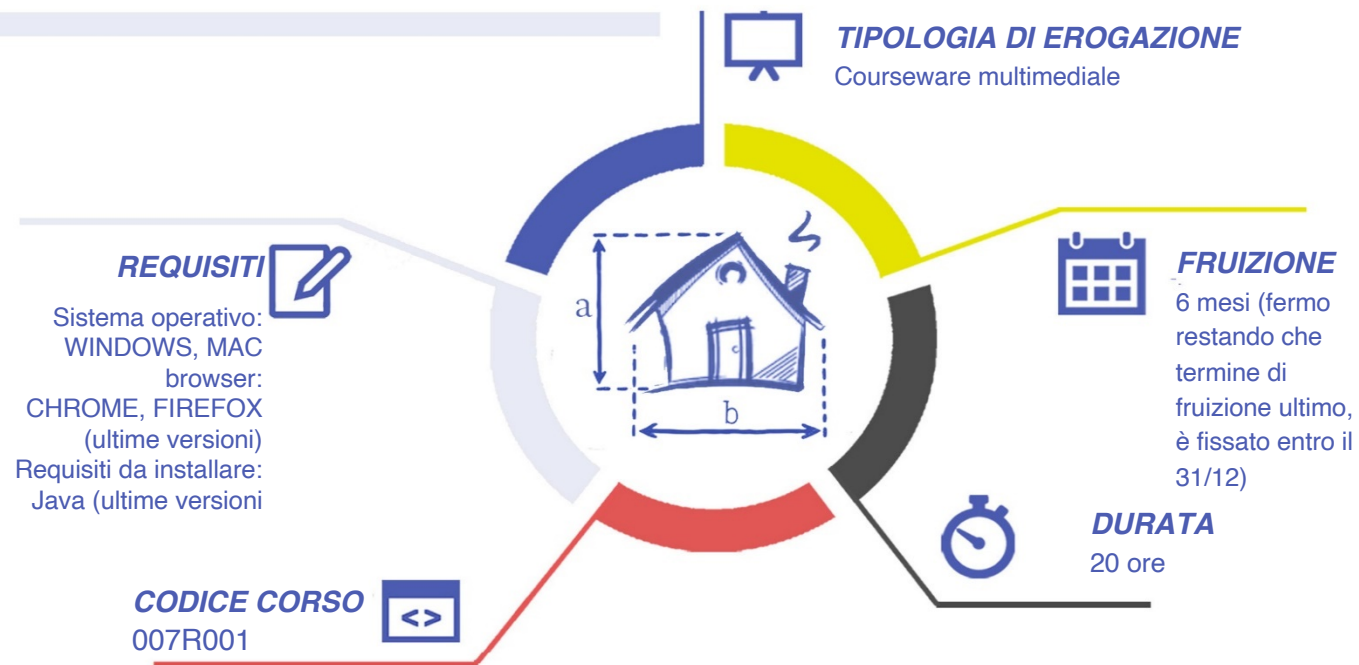 TIPOLOGIA DI EROGAZIONE
Courseware multimediale
REQUISITI
Sistema operativo:
WINDOWS, MAC
browser:
CHROME, FIREFOX
(ultime versioni)
Requisiti da installare:
Java (ultime versioni
a
b
FRUIZIONE
6 mesi (fermo
restando che
termine di
fruizione ultimo,
è fissato entro il
31/12)
DURATA
20 ore
CODICE CORSO
<>
007R001